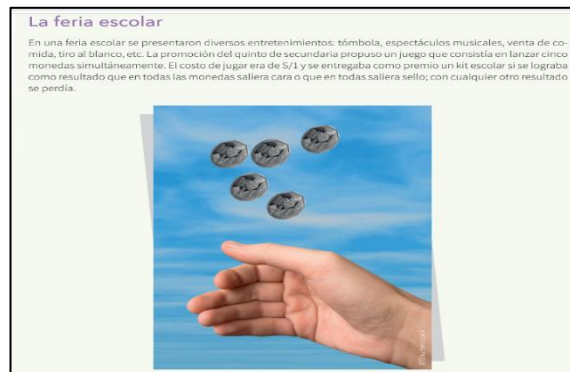 La feria escolar
En una feria escolar se presentaron diversos entretenimientos: tómbola, espectáculos musicales, venta de co-
mida, tiro al blanco, etc. La promoción del quinto de secundaria propuso un juego que consistía en lanzar cinco
monedas simultáneamente. El costo de jugar era de S/1 y se entregaba como premio un kit escolar si se lograba
como resultado que en todas las monedas saliera cara o que en todas saliera sello; con cualquier otro resultado
se perdía.